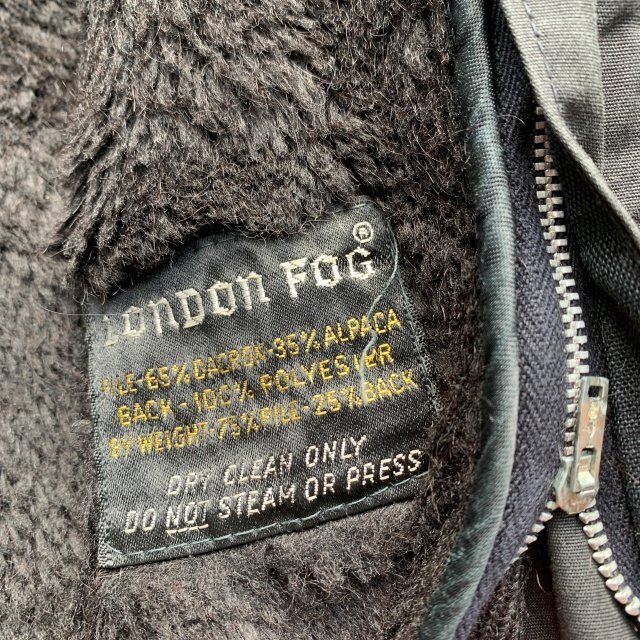 LONDON FOG®
PILE-65% DACRON-35% ALPACA
BACK-100% POLYESTER
BY WEIGHT-75% PILE-25% BACK
DRY CLEAN ONLY
DO NOT STEAM OR PRESS